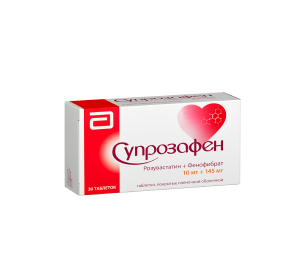 Супрозафен
Розувастатин + Фенофибрат
10 мг + 145 мг
30 ТАБЛЕТОК
таблетки, покрытые пленочной оболочкой